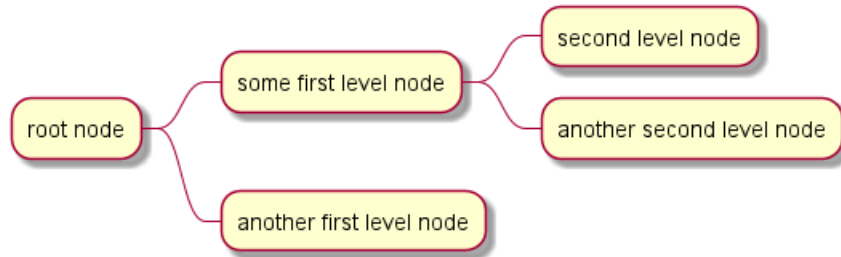 root node
some first level node
second level node
another second level node
another first level node